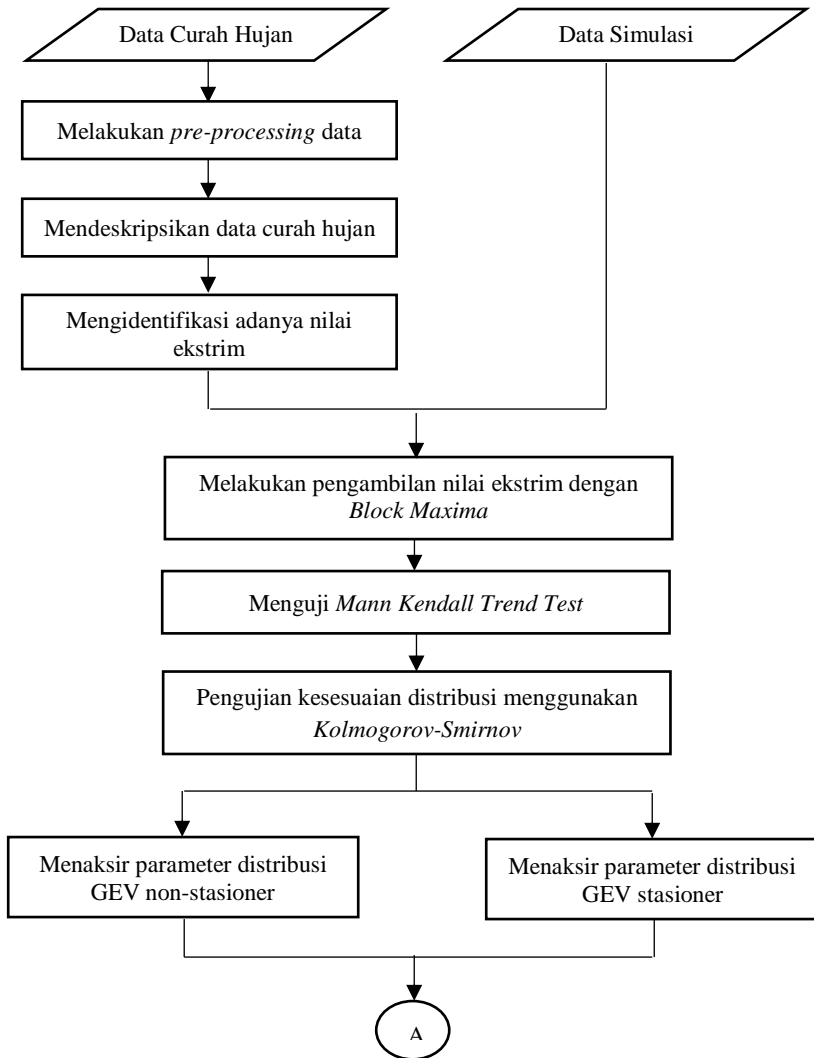 Data Curah Hujan
Data Simulasi
Melakukan pre-processing data
Mendeskripsikan data curah hujan
Mengidentifikasi adanya nilai
ekstrim
Melakukan pengambilan nilai ekstrim dengan
Block Maxima
Menguji Mann Kendall Trend Test
Pengujian kesesuaian distribusi menggunakan
Kolmogorov-Smirnov
Menaksir parameter distribusi
GEV non-stasioner
Menaksir parameter distribusi
GEV stasioner
A